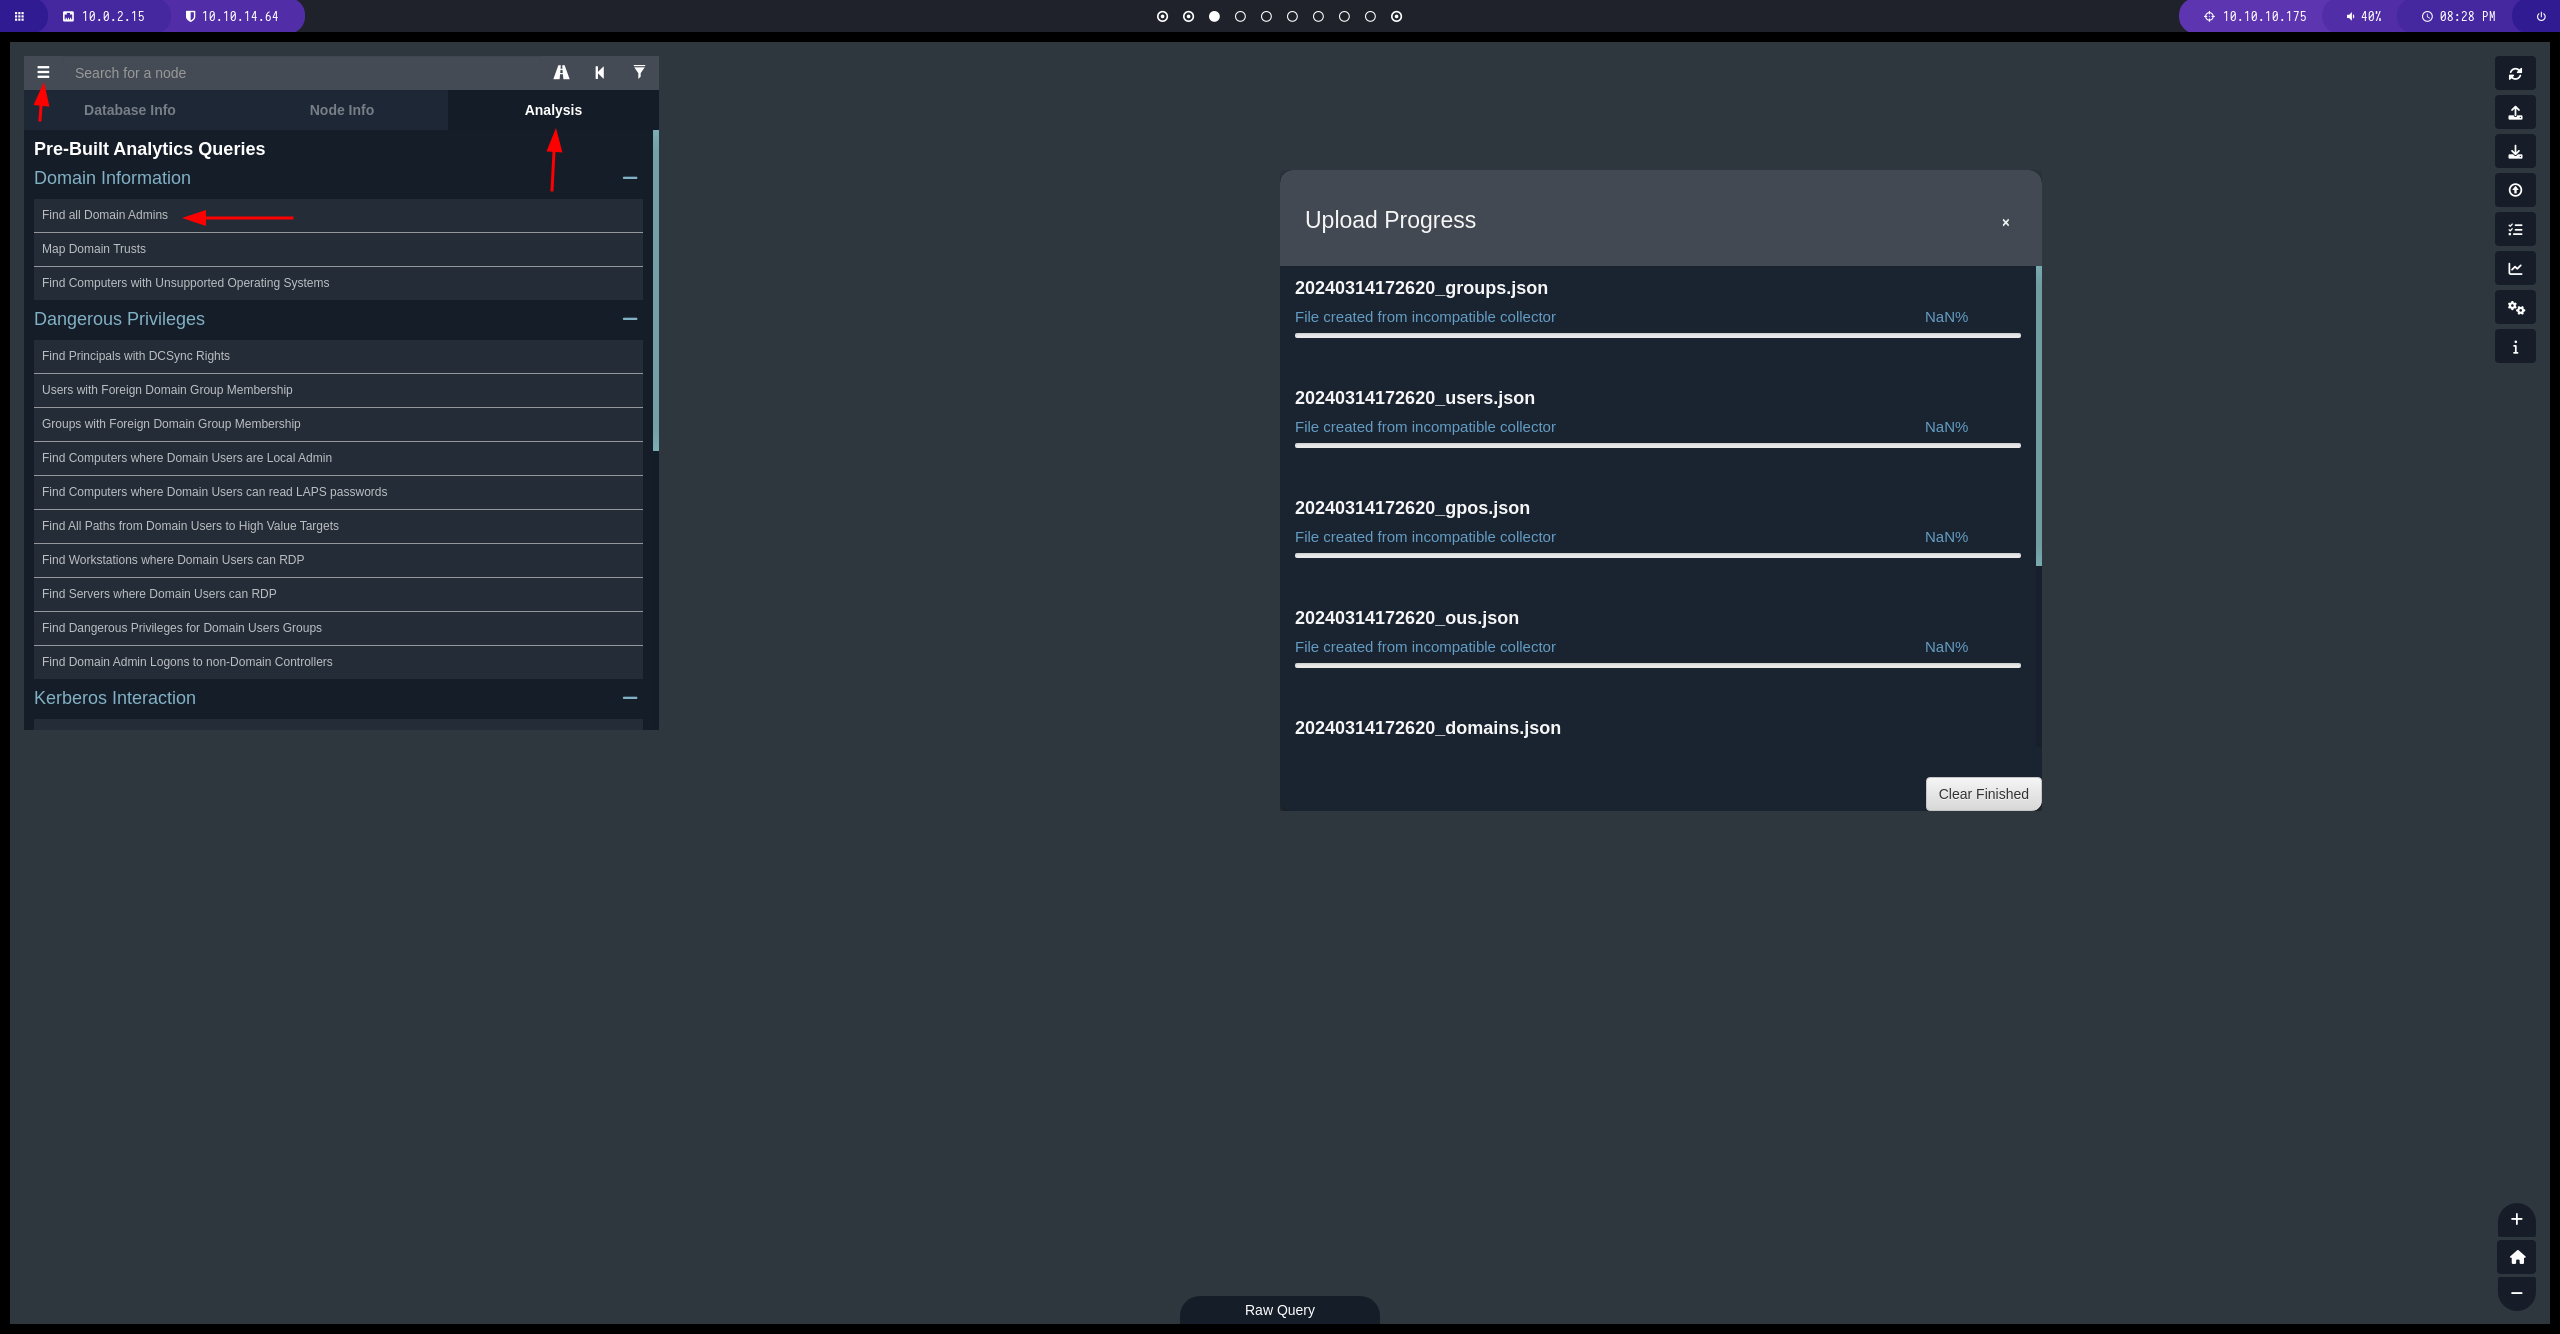 10.0.2.15 10.10.14.64 10.10.10.175 40% 08:28 PM
Search for a node
Database Info Node Info Analysis
Pre-Built Analytics Queries
Domain Information
Find all Domain Admins
Map Domain Trusts
Find Computers with Unsupported Operating Systems
Dangerous Privileges
Find Principals with DCSync Rights
Users with Foreign Domain Group Membership
Groups with Foreign Domain Group Membership
Find Computers where Domain Users are Local Admin
Find Computers where Domain Users can read LAPS passwords
Find All Paths from Domain Users to High Value Targets
Find Workstations where Domain Users can RDP
Find Servers where Domain Users can RDP
Find Dangerous Privileges for Domain Users Groups
Find Domain Admin Logons to non-Domain Controllers
Kerberos Interaction
Upload Progress
20240314172620_groups.json
File created from incompatible collector NaN%
20240314172620_users.json
File created from incompatible collector NaN%
20240314172620_gpos.json
File created from incompatible collector NaN%
20240314172620_ous.json
File created from incompatible collector NaN%
20240314172620_domains.json
Clear Finished
Raw Query